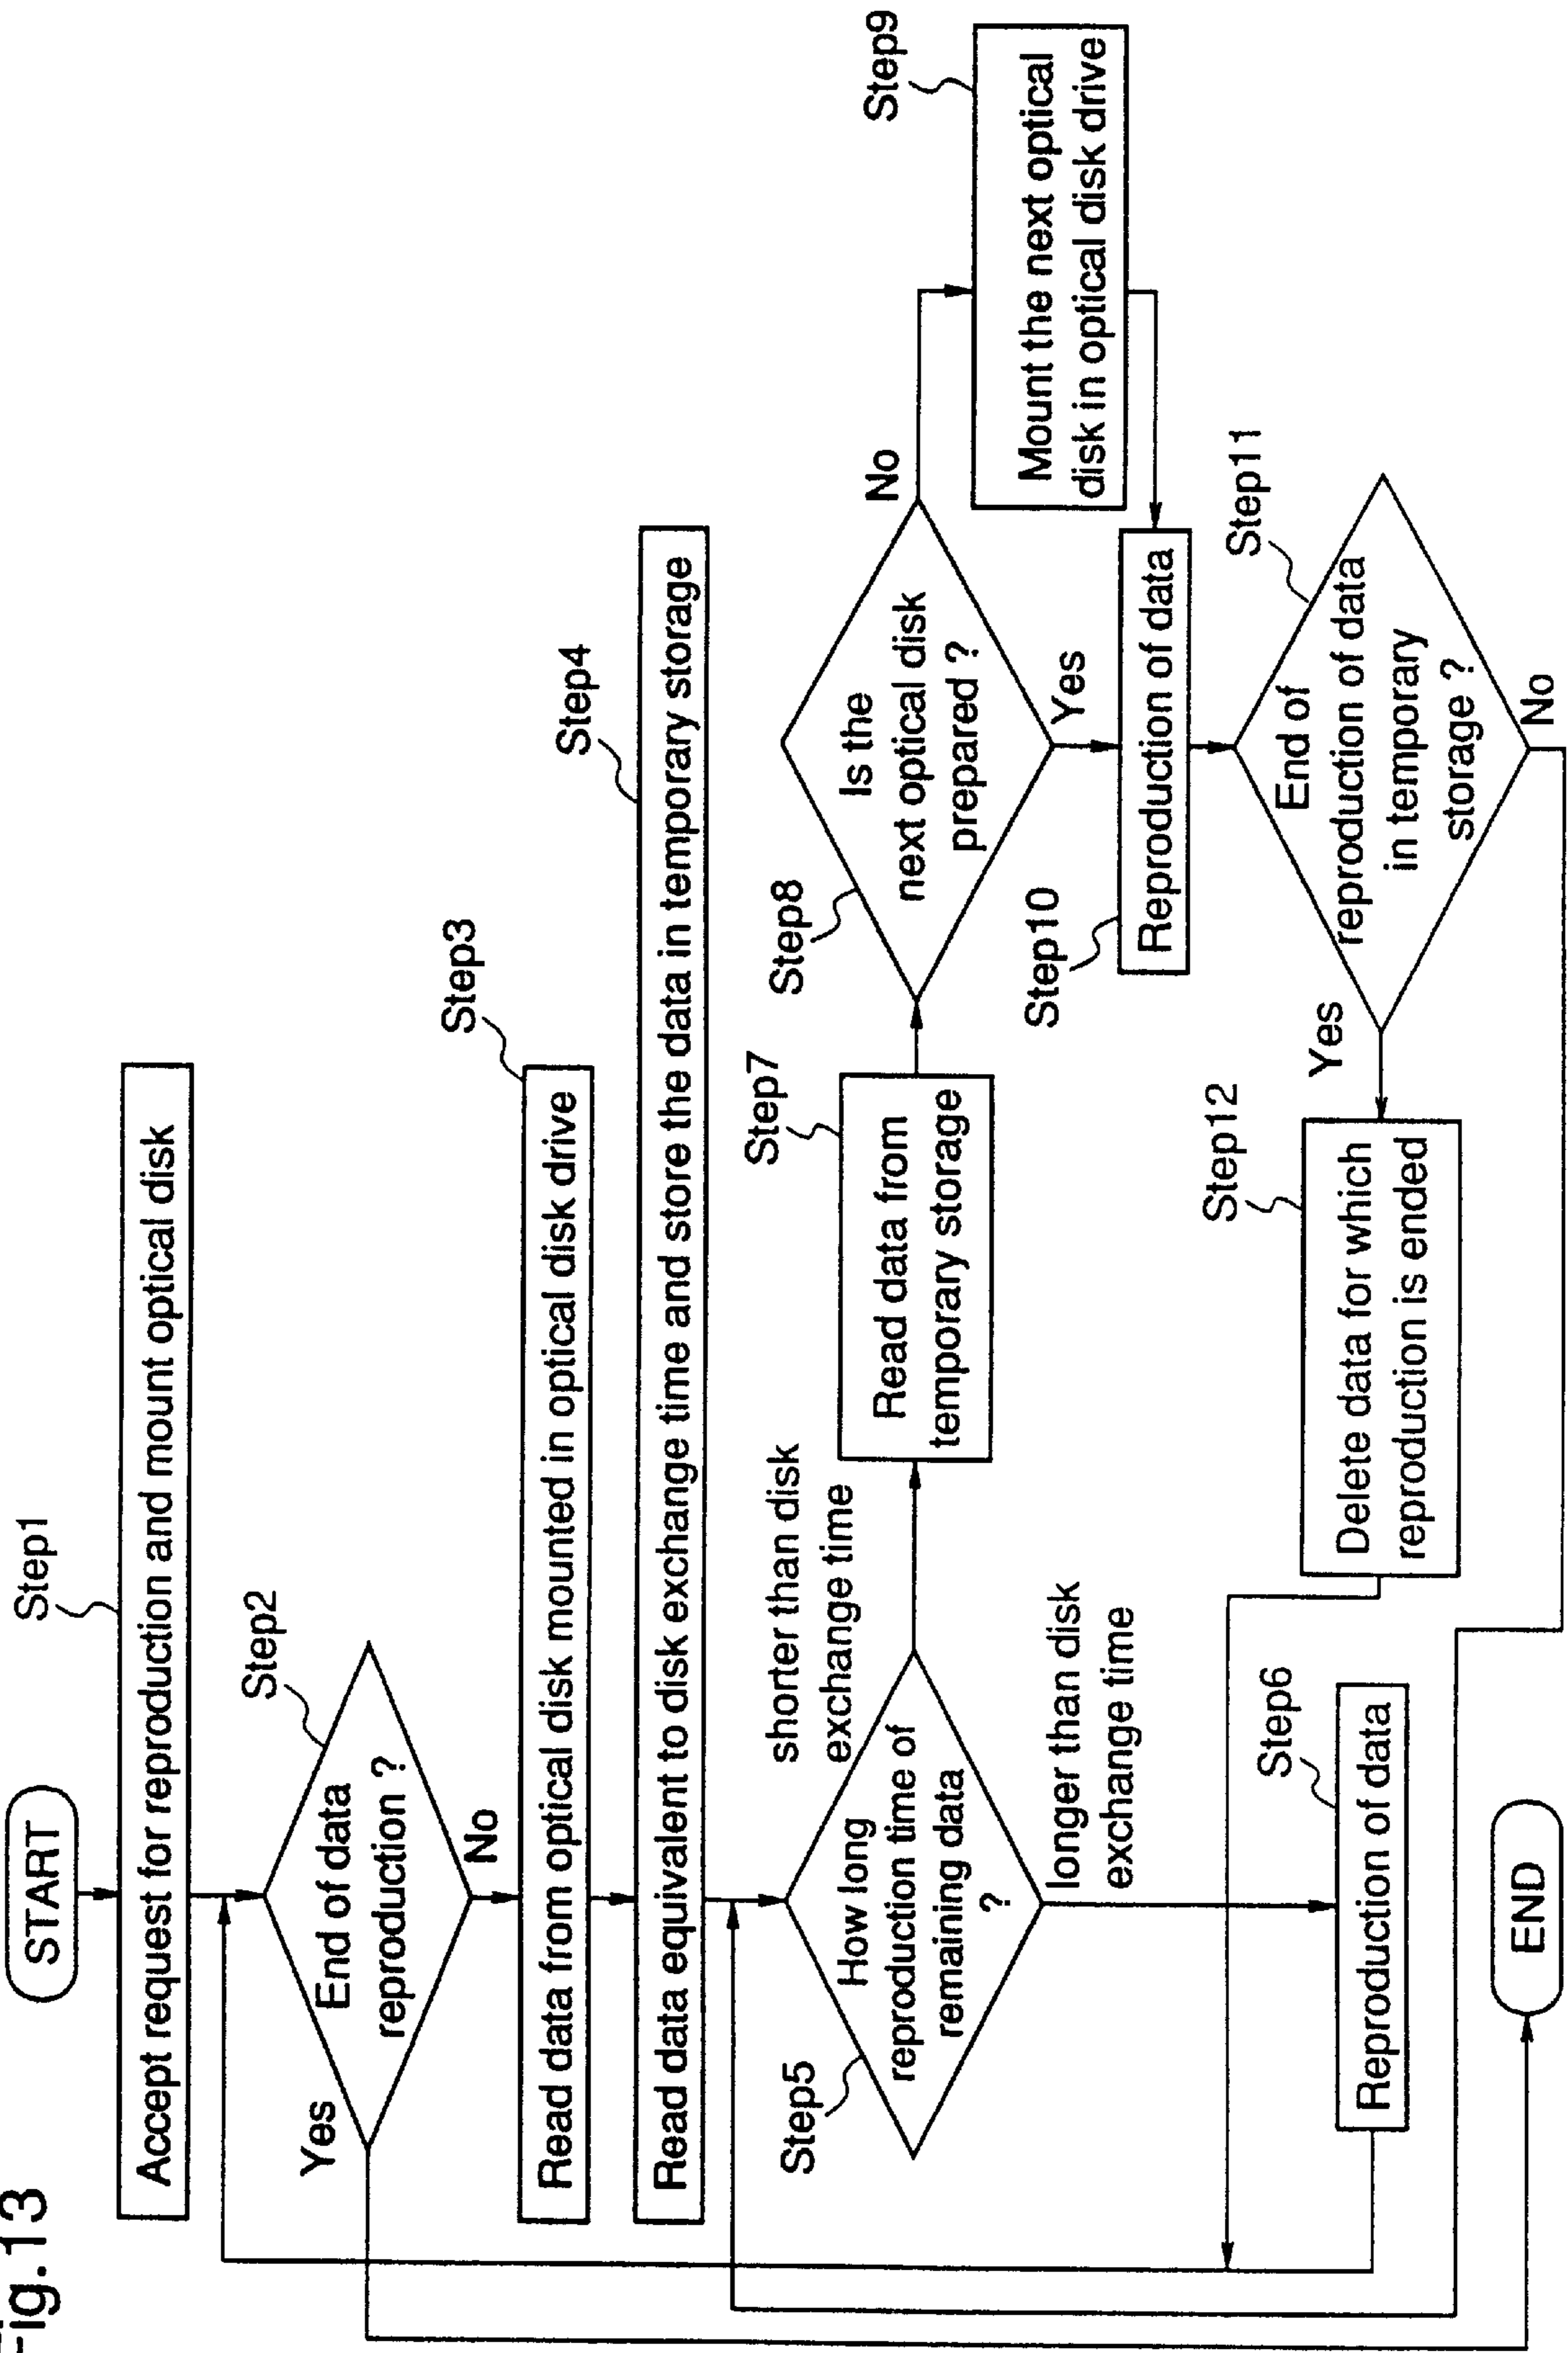 Fig.13
START
Step1
Accept request for reproduction and mount optical disk
Step2
End of data
reproduction ?
Yes
No
Step3
Read data from optical disk mounted in optical disk drive
Step4
Read data equivalent to disk exchange time and store the data in temporary storage
Step5
How long
reproduction time of
remaining data
?
shorter than disk
exchange time
longer than disk
exchange time
Step6
Reproduction of data
Step7
Read data from
temporary storage
Step8
Is the
next optical disk
prepared ?
No
Yes
Step9
Mount the next optical
disk in optical disk drive
Step10
Reproduction of data
Step11
End of
reproduction of data
in temporary
storage ?
Yes
No
Step12
Delete data for which
reproduction is ended
END